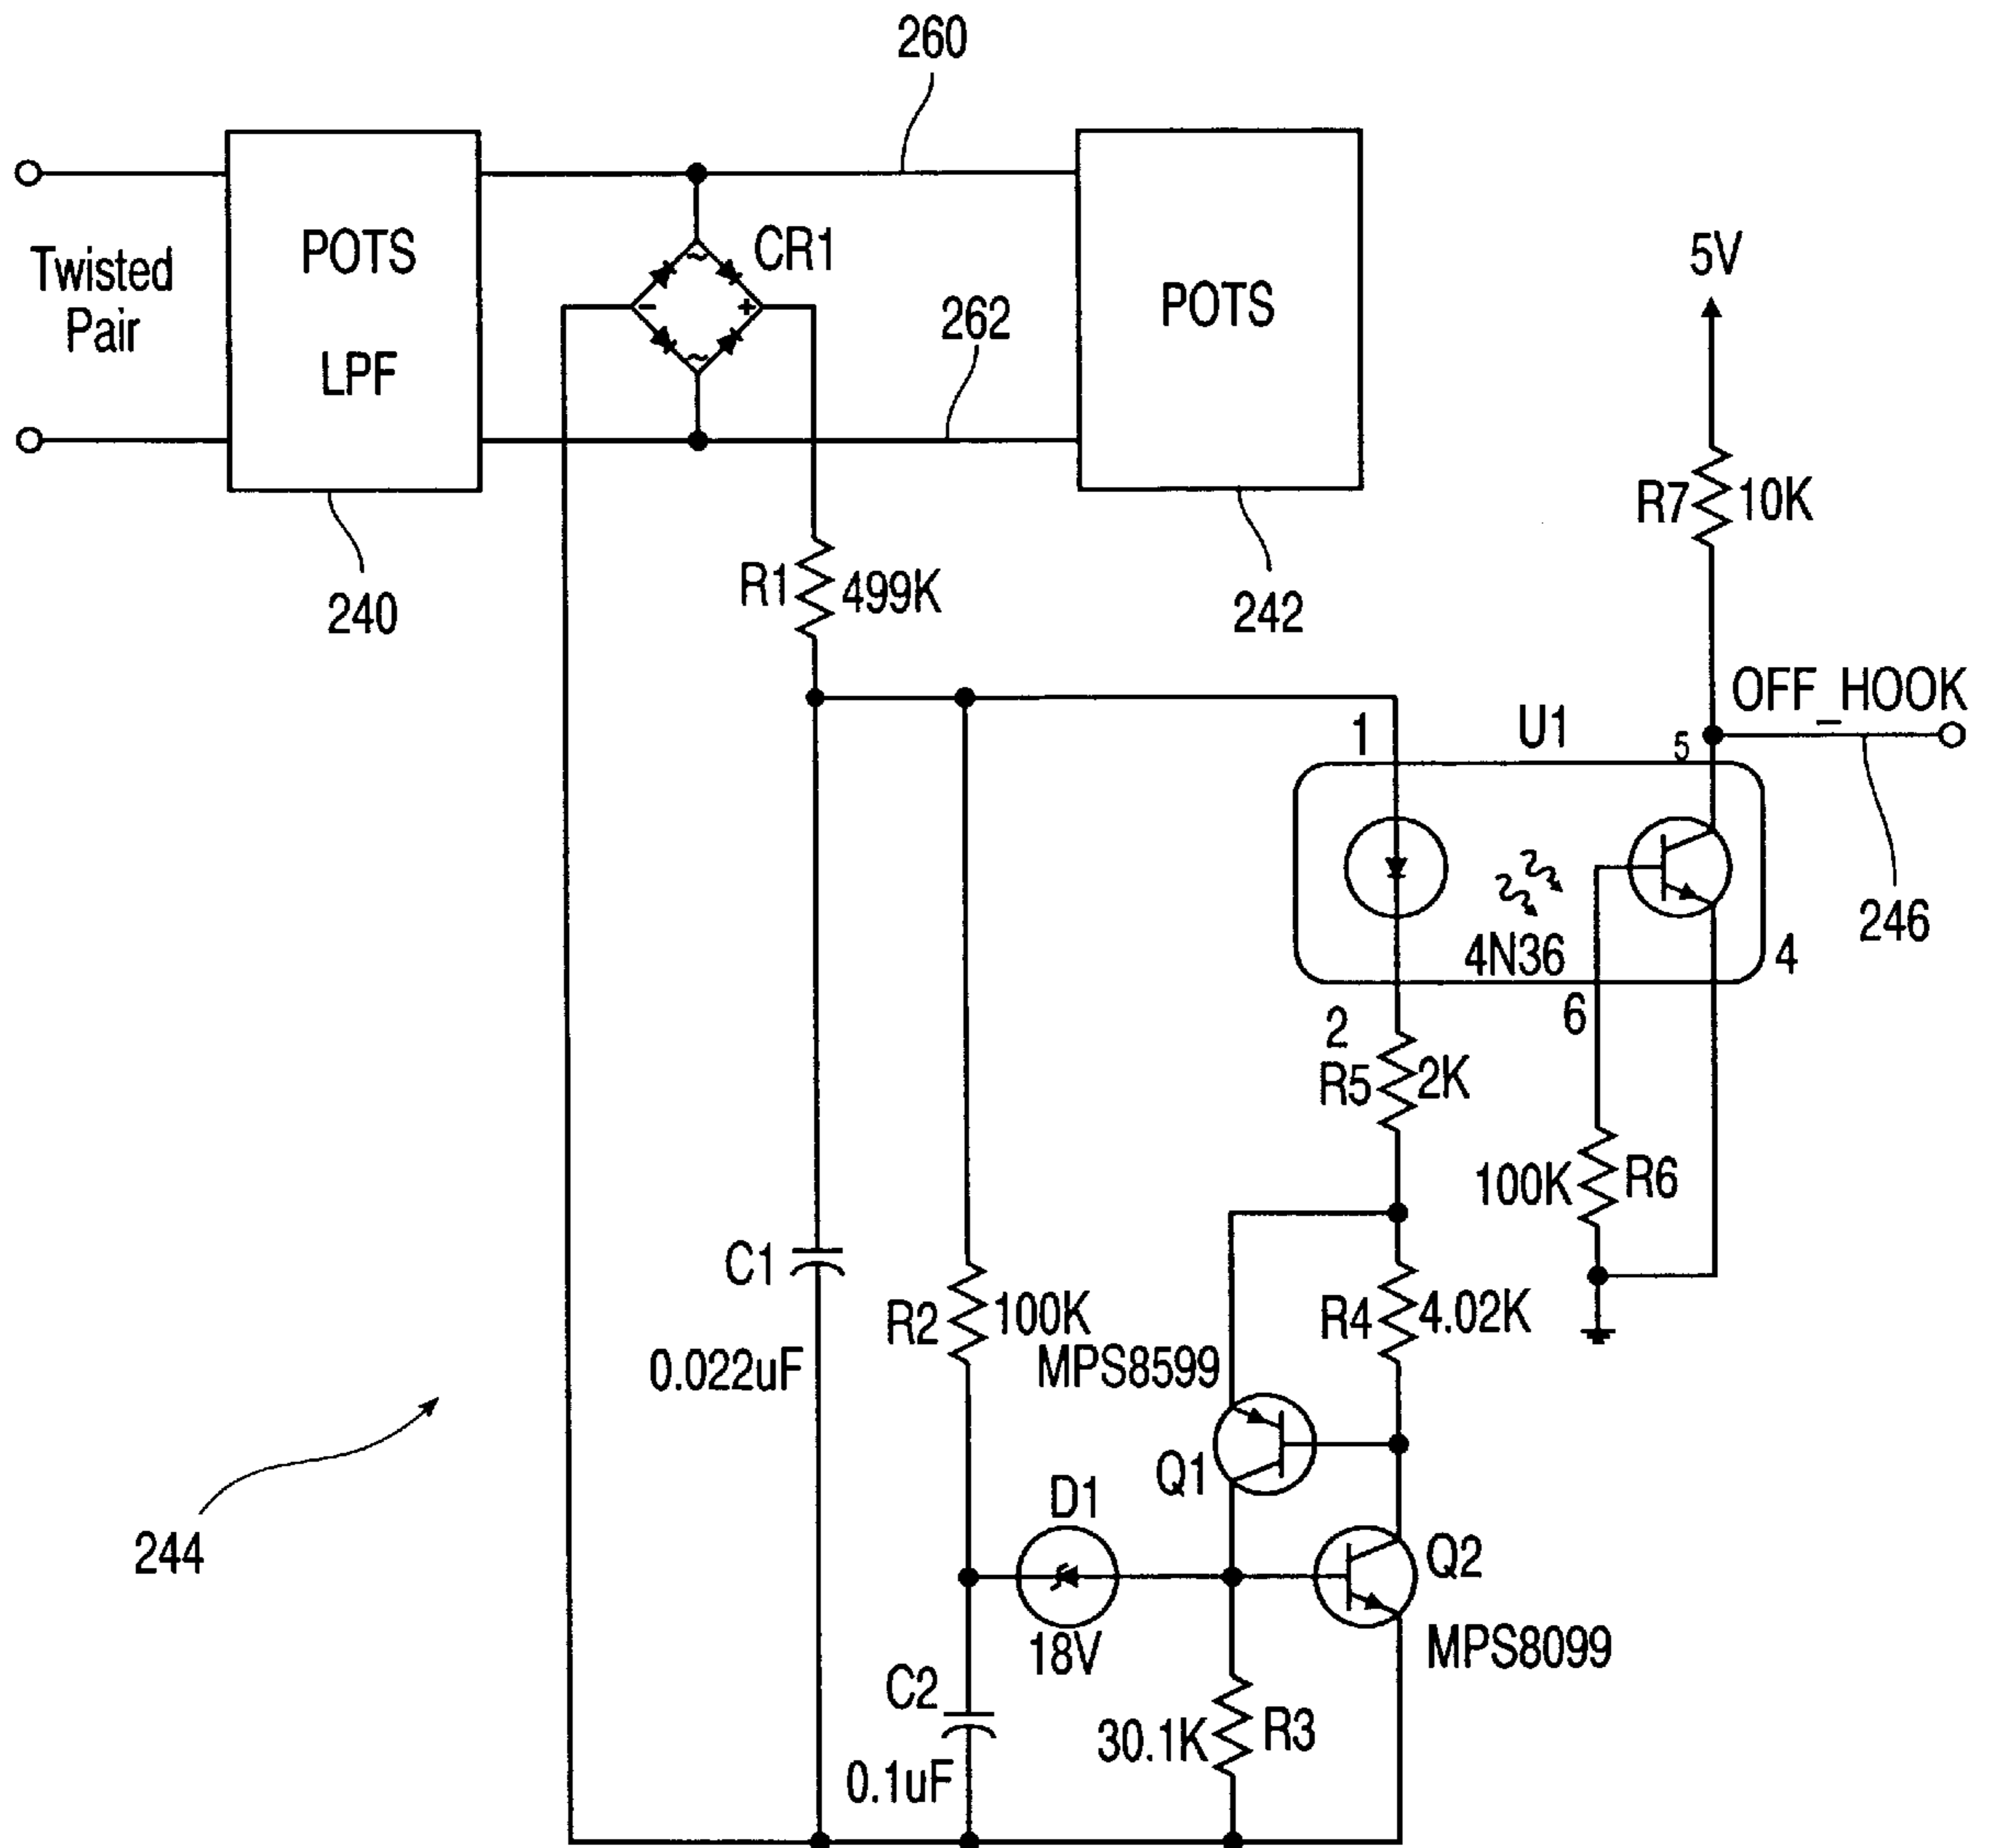 260
Twisted
Pair
POTS
LPF
CR1
~
- +
~
262
POTS
5V
240
R1 499K
242
R7 10K
OFF_HOOK
1
U1
5
246
4N36
4
2
6
R5 2K
100K R6
C1
0.022uF
R2 100K
R4 4.02K
MPS8599
Q1
244
D1
18V
Q2
MPS8099
C2
0.1uF
30.1K R3